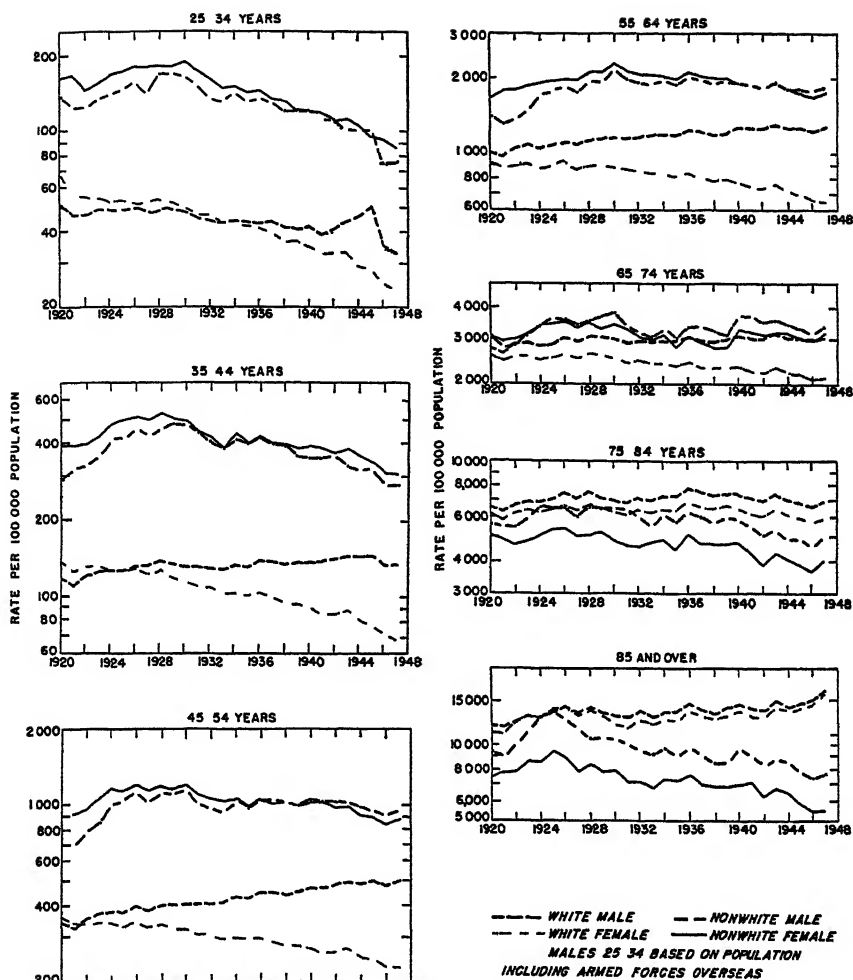 25 34 YEARS
200
100
80
60
40
20
1920 1924 1928 1932 1936 1940 1944 1948
35 44 YEARS
600
400
200
100
80
60
1920 1924 1928 1932 1936 1940 1944 1948
RATE PER 100 000 POPULATION
45 54 YEARS
2 000
1 000
800
600
400
200
55 64 YEARS
3 000
2 000
1 000
800
600
1920 1924 1928 1932 1936 1940 1944 1948
65 74 YEARS
4 000
3 000
2 000
1920 1924 1928 1932 1936 1940 1944 1948
RATE PER 100 000 POPULATION
75 84 YEARS
10 000
8,000
6 000
4 000
3 000
1920 1924 1928 1932 1936 1940 1944 1948
85 AND OVER
15 000
10 000
8 000
6,000
5 000
1920 1924 1928 1932 1936 1940 1944 1948
WHITE MALE NONWHITE MALE
WHITE FEMALE NONWHITE FEMALE
MALES 25 34 BASED ON POPULATION
INCLUDING ARMED FORCES OVERSEAS